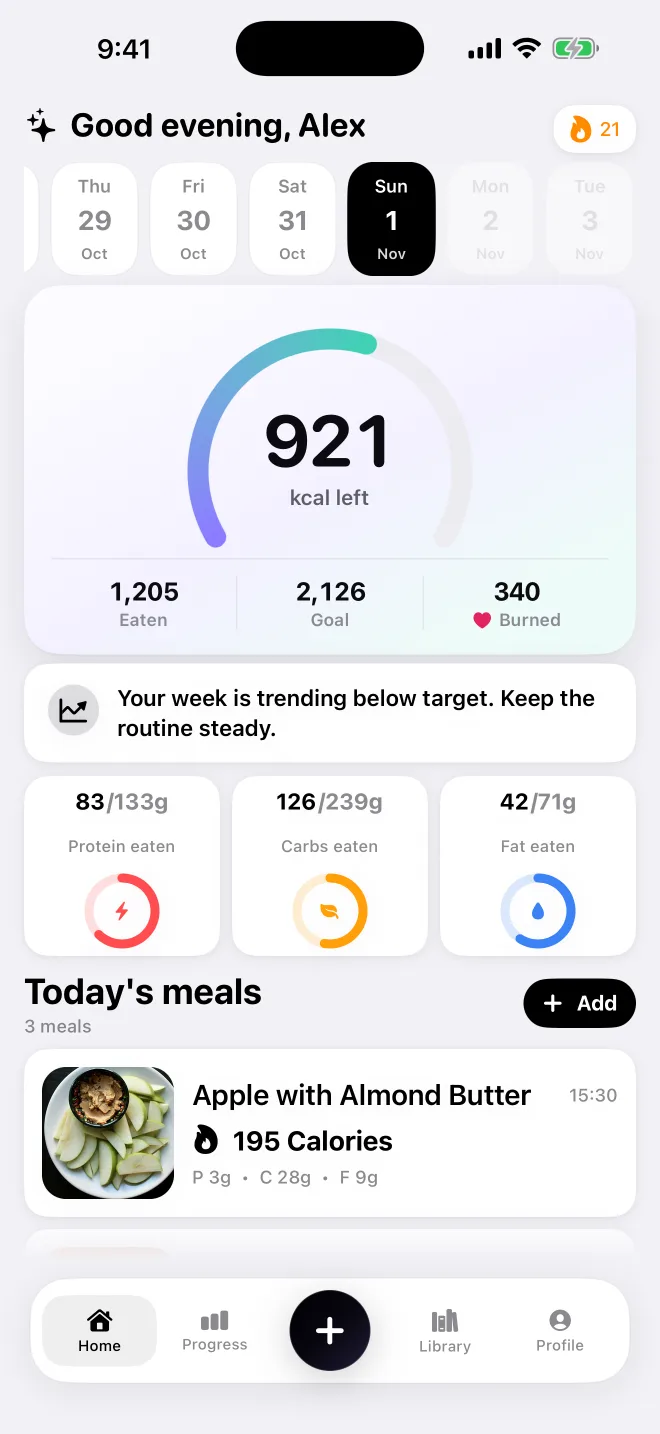 9:41
Good evening, Alex
21
Thu Fri Sat Sun Mon Tue
29 30 31 1 2 3
Oct Oct Oct Nov Nov Nov
921
kcal left
1,205 2,126 340
Eaten Goal Burned
Your week is trending below target. Keep the
routine steady.
83/133g 126/239g 42/71g
Protein eaten Carbs eaten Fat eaten
Today's meals
3 meals
+ Add
Apple with Almond Butter 15:30
195 Calories
P 3g • C 28g • F 9g
Home Progress Library Profile